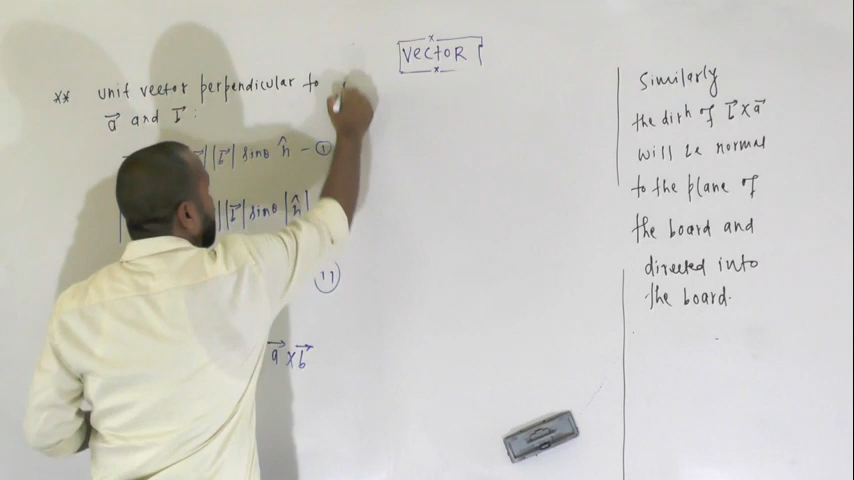 VECTOR
** unit vector perpendicular to
a⃗ and b⃗ :
||b⃗| sinθ n̂ - ①
||b⃗| sinθ |n̂|
(11)
a⃗ x b⃗
Similarly
the dirn of b⃗ x a⃗
will be normal
to the plane of
the board and
directed into
the board.